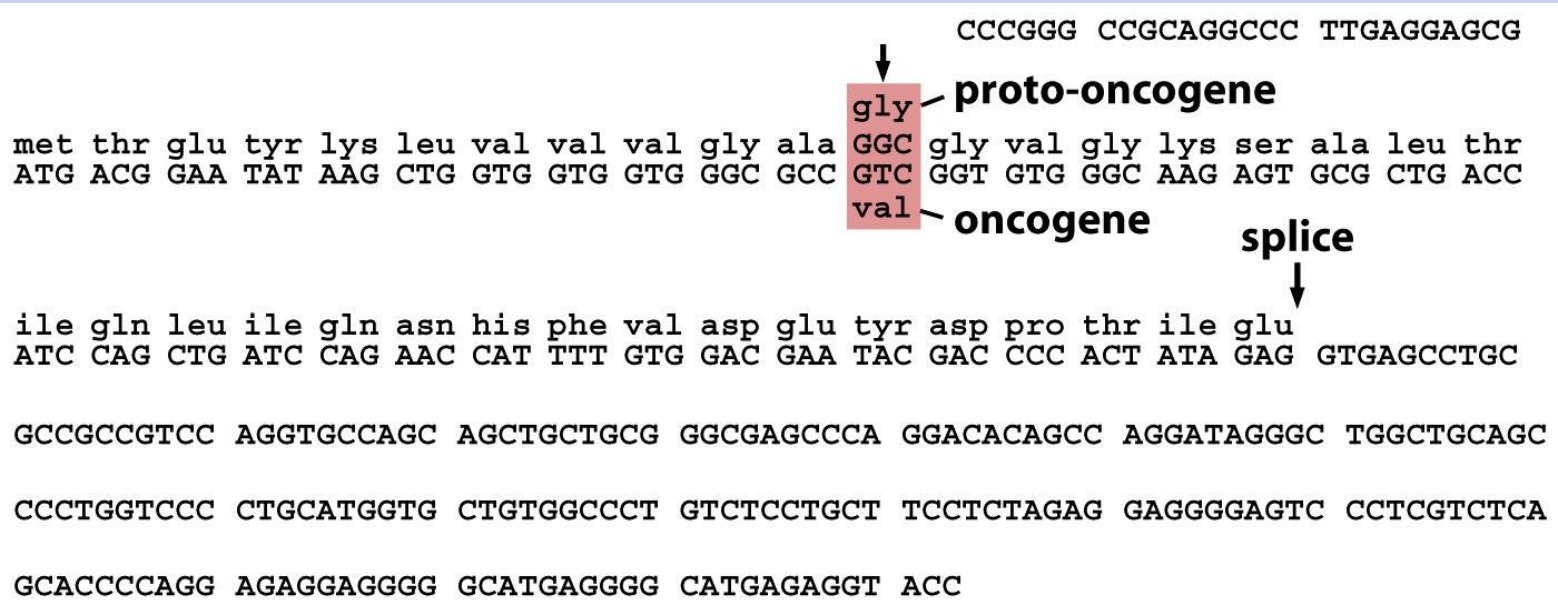 CCCGGG CCGCAGGCCC TTGAGGAGCG
gly proto-oncogene
met thr glu tyr lys leu val val val gly ala GGC gly val gly lys ser ala leu thr
ATG ACG GAA TAT AAG CTG GTG GTG GTG GGC GCC GTC GGT GTG GGC AAG AGT GCG CTG ACC
val oncogene
splice
ile gln leu ile gln asn his phe val asp glu tyr asp pro thr ile glu
ATC CAG CTG ATC CAG AAC CAT TTT GTG GAC GAA TAC GAC CCC ACT ATA GAG GTGAGCCTGC
GCCGCCGTCC AGGTGCCAGC AGCTGCTGCG GGCGAGCCCA GGACACAGCC AGGATAGGGC TGGCTGCAGC
CCCTGGTCCC CTGCATGGTG CTGTGGCCCT GTCTCCTGCT TCCTCTAGAG GAGGGGAGTC CCTCGTCTCA
GCACCCCAGG AGAGGAGGGG GCATGAGGGG CATGAGAGGT ACC